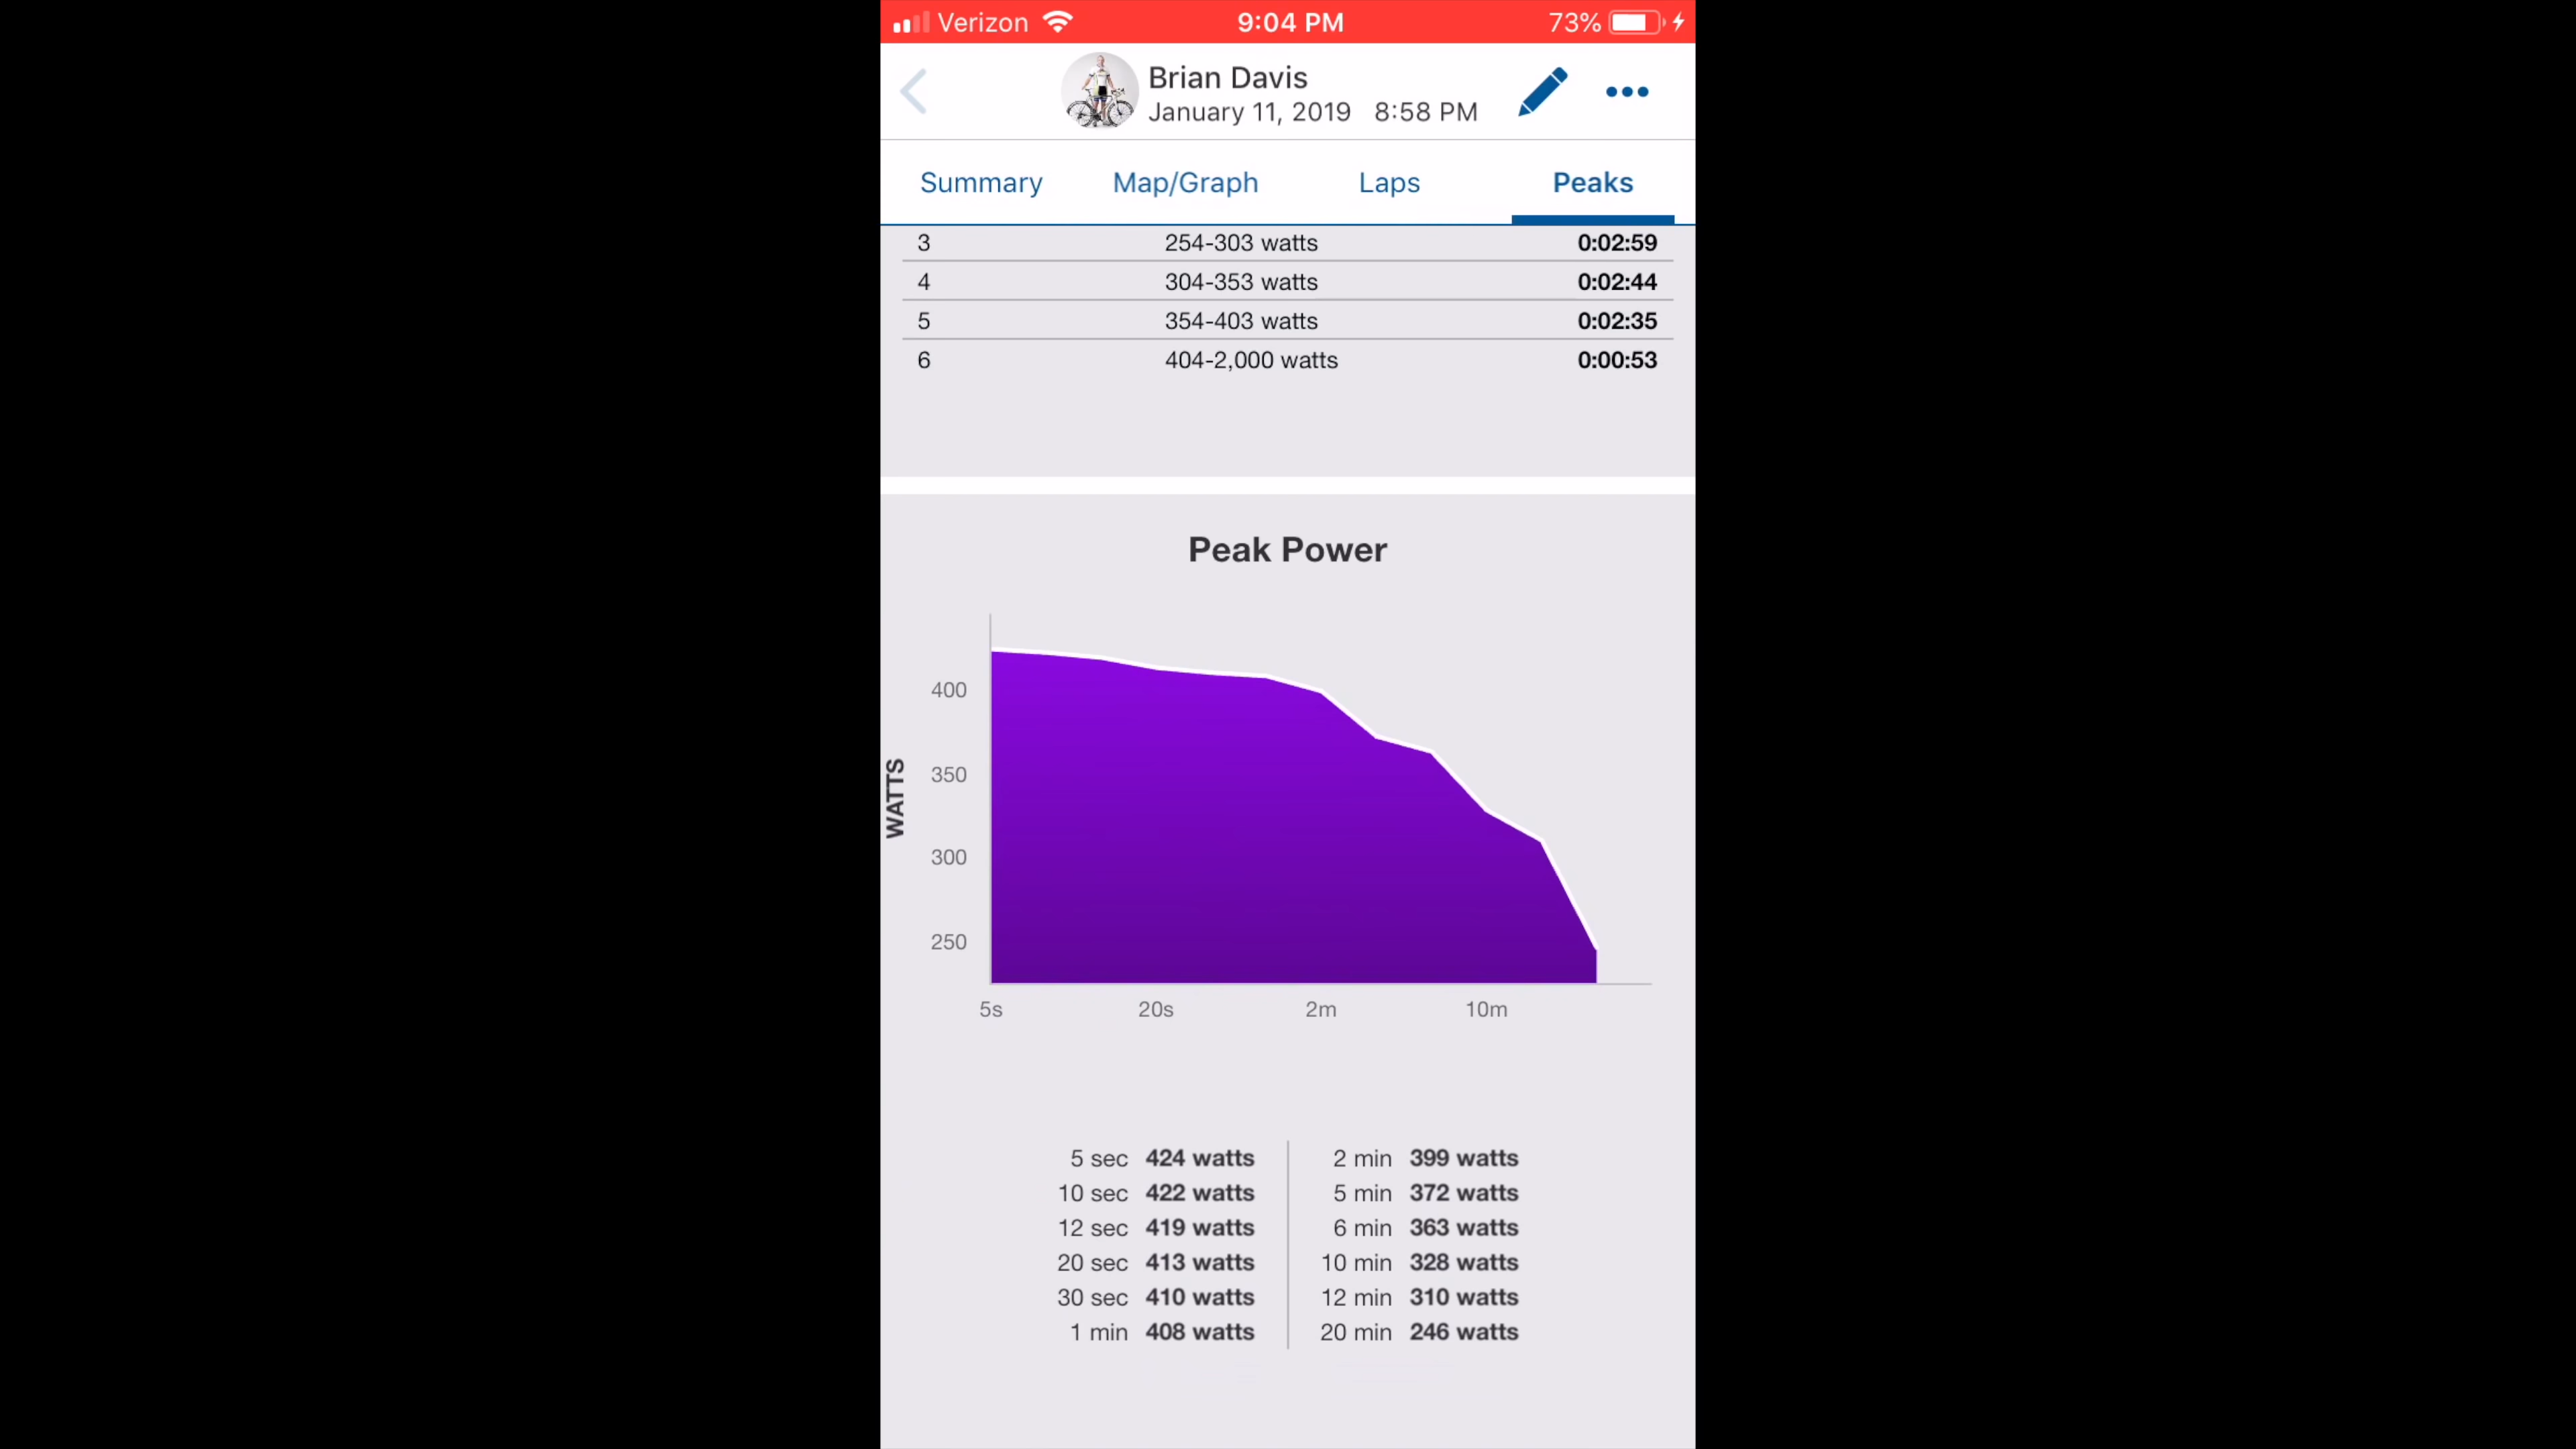 Verizon 9:04 PM 73%
Brian Davis
January 11, 2019 8:58 PM
Summary Map/Graph Laps Peaks
3 254-303 watts 0:02:59
4 304-353 watts 0:02:44
5 354-403 watts 0:02:35
6 404-2,000 watts 0:00:53
Peak Power
400
350
WATTS
300
250
5s 20s 2m 10m
5 sec 424 watts 2 min 399 watts
10 sec 422 watts 5 min 372 watts
12 sec 419 watts 6 min 363 watts
20 sec 413 watts 10 min 328 watts
30 sec 410 watts 12 min 310 watts
1 min 408 watts 20 min 246 watts